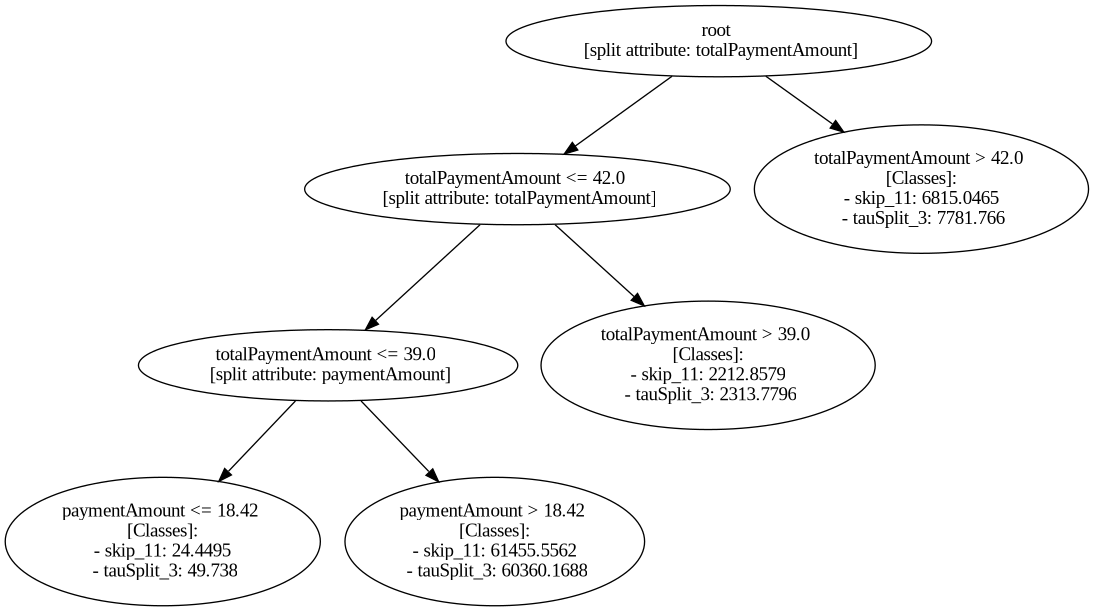 root
[split attribute: totalPaymentAmount]
totalPaymentAmount <= 42.0
[split attribute: totalPaymentAmount]
totalPaymentAmount > 42.0
[Classes]:
- skip_11: 6815.0465
- tauSplit_3: 7781.766
totalPaymentAmount <= 39.0
[split attribute: paymentAmount]
totalPaymentAmount > 39.0
[Classes]:
- skip_11: 2212.8579
- tauSplit_3: 2313.7796
paymentAmount <= 18.42
[Classes]:
- skip_11: 24.4495
- tauSplit_3: 49.738
paymentAmount > 18.42
[Classes]:
- skip_11: 61455.5562
- tauSplit_3: 60360.1688